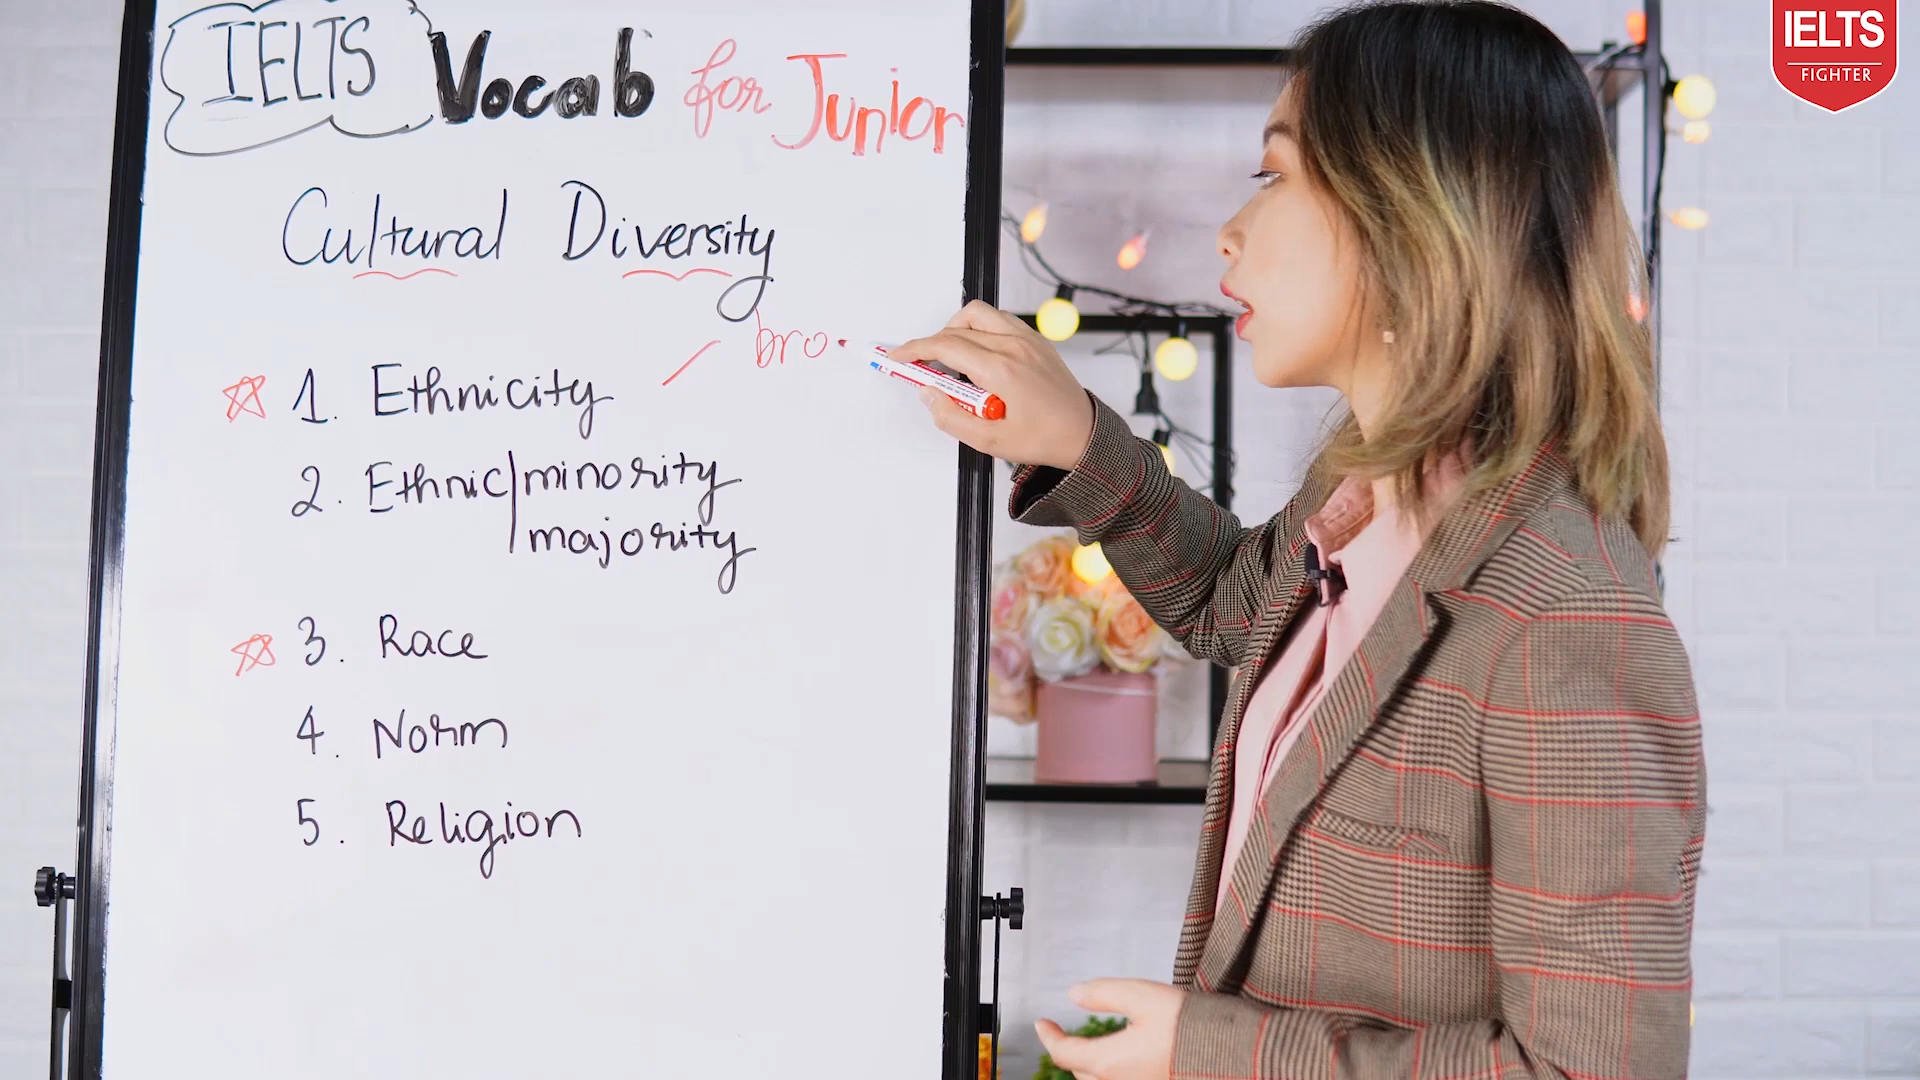 IELTS Vocab for Junior
IELTS
FIGHTER
Cultural Diversity
bro
1. Ethnicity
2. Ethnic/minority
majority
3. Race
4. Norm
5. Religion